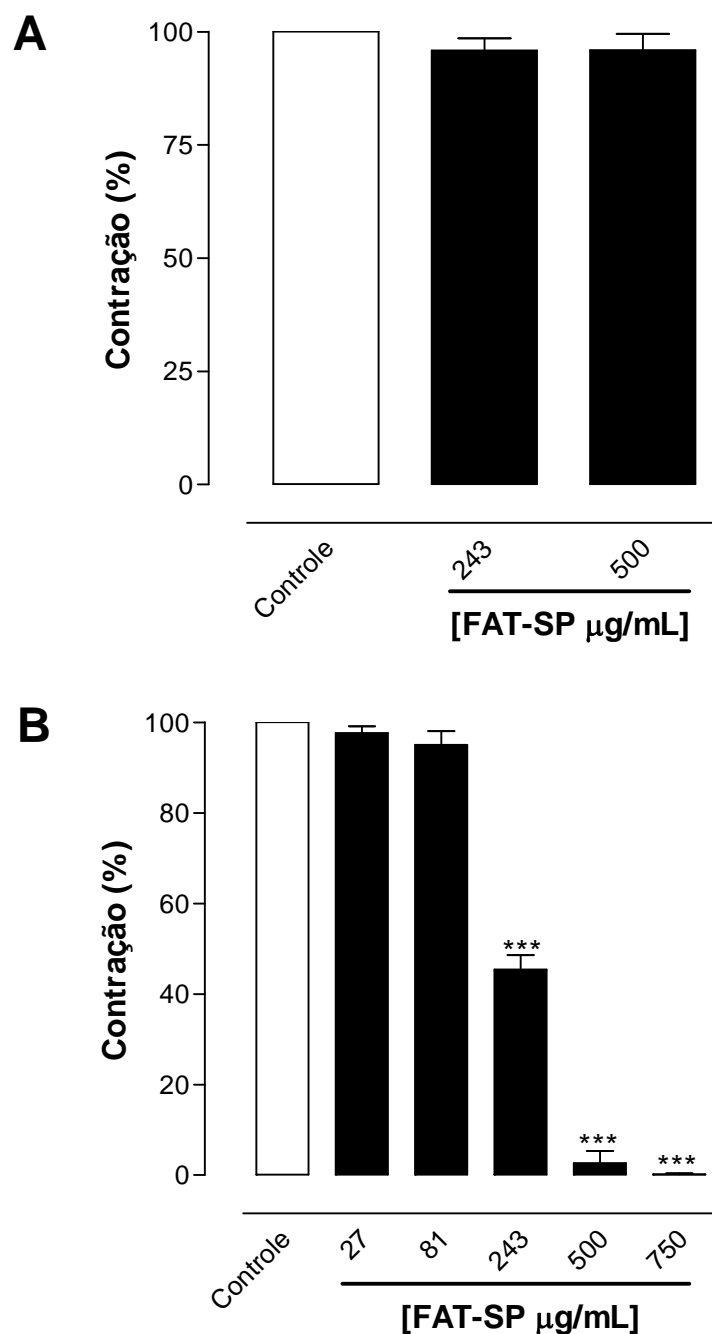 A
100
75
50
25
0
Contração (%)
Controle
243
500
[FAT-SP μg/mL]
B
100
80
60
40
20
0
Contração (%)
***
***
***
Controle
27
81
243
500
750
[FAT-SP μg/mL]